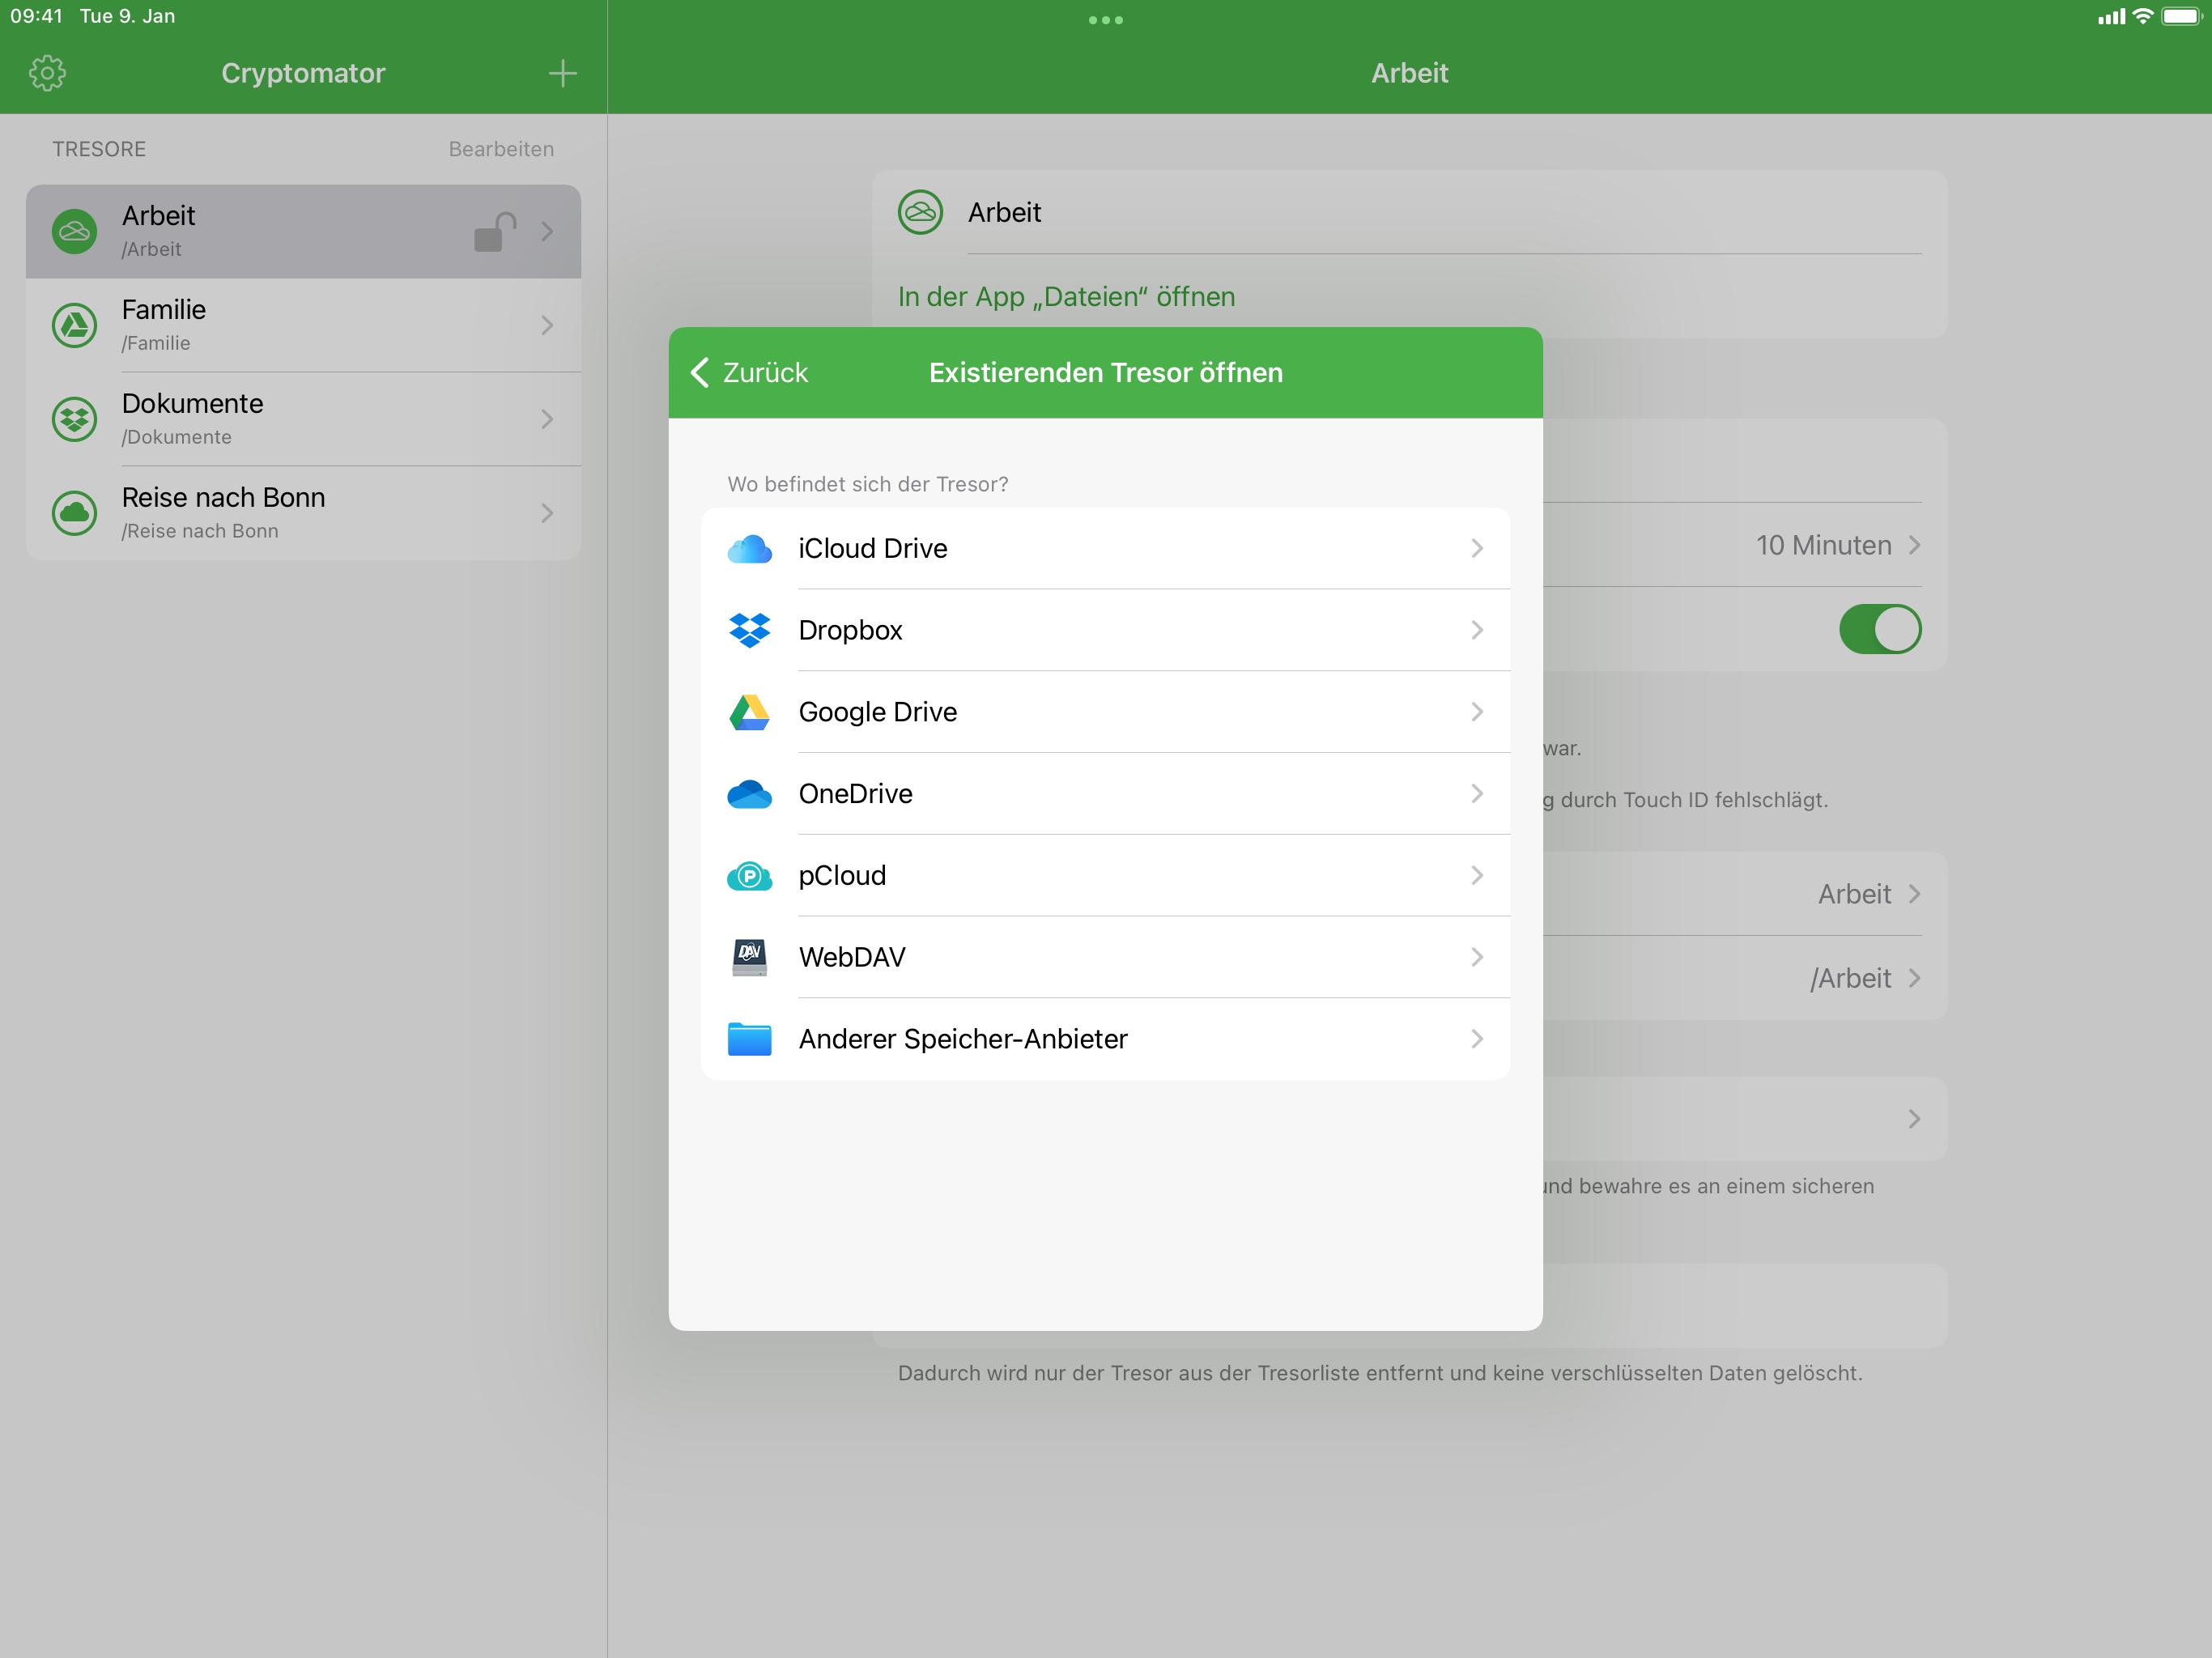 09:41 Tue 9. Jan
Cryptomator
Arbeit
TRESORE
Bearbeiten
Arbeit
/Arbeit
Familie
/Familie
Dokumente
/Dokumente
Reise nach Bonn
/Reise nach Bonn
Arbeit
In der App „Dateien“ öffnen
Zurück
Existierenden Tresor öffnen
Wo befindet sich der Tresor?
iCloud Drive
Dropbox
Google Drive
OneDrive
pCloud
WebDAV
Anderer Speicher-Anbieter
10 Minuten
war.
durch Touch ID fehlschlägt.
Arbeit
/Arbeit
und bewahre es an einem sicheren
Dadurch wird nur der Tresor aus der Tresorliste entfernt und keine verschlüsselten Daten gelöscht.